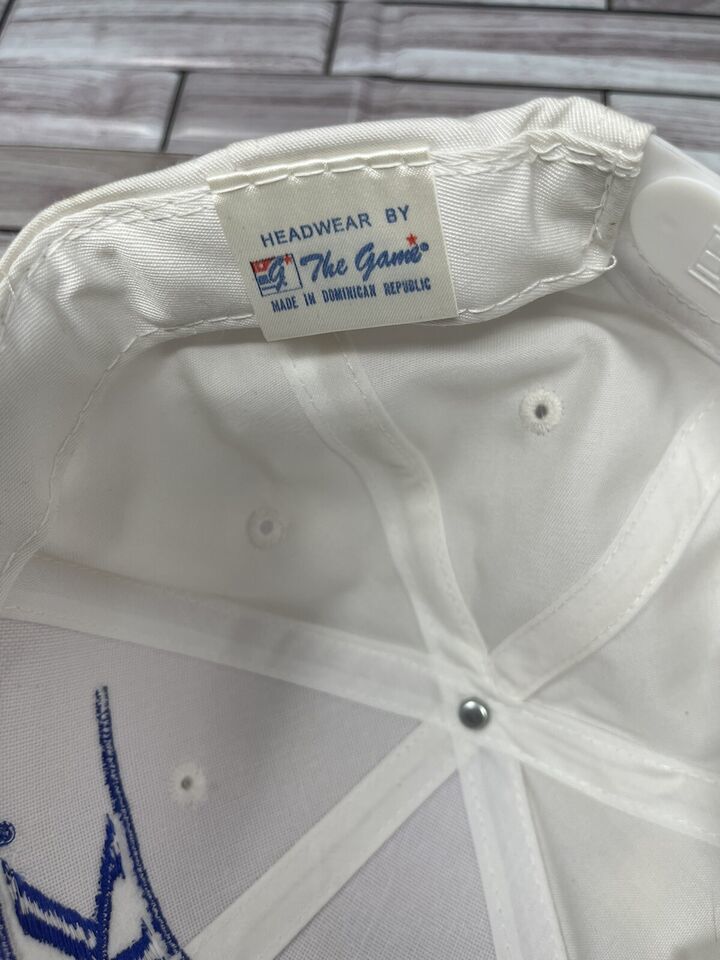 HEADWEAR BY
G The Game®
MADE IN DOMINICAN REPUBLIC
®